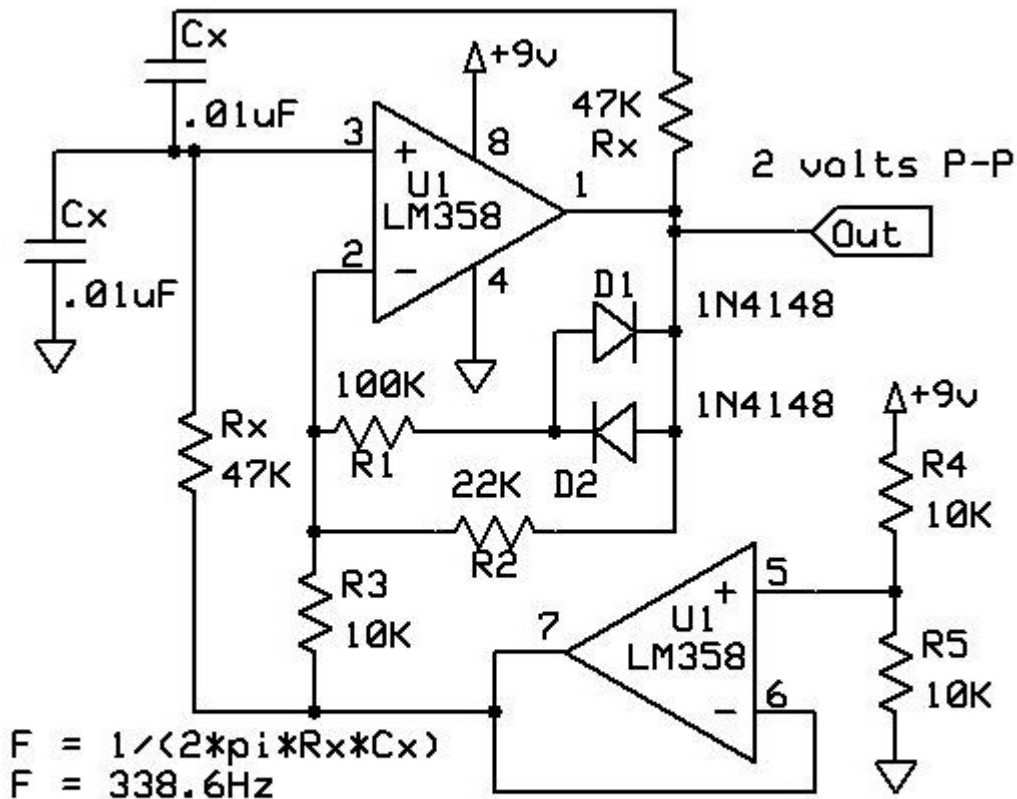 Cx
.01uF
Cx
.01uF
+9v
47K
Rx
3
+
8
U1
LM358
1
2
-
4
2 volts P-P
Out
D1
1N4148
1N4148
100K
R1
D2
22K
R2
Rx
47K
R3
10K
+9v
R4
10K
5
+
U1
LM358
7
6
-
R5
10K
F = 1/(2*pi*Rx*Cx)
F = 338.6Hz